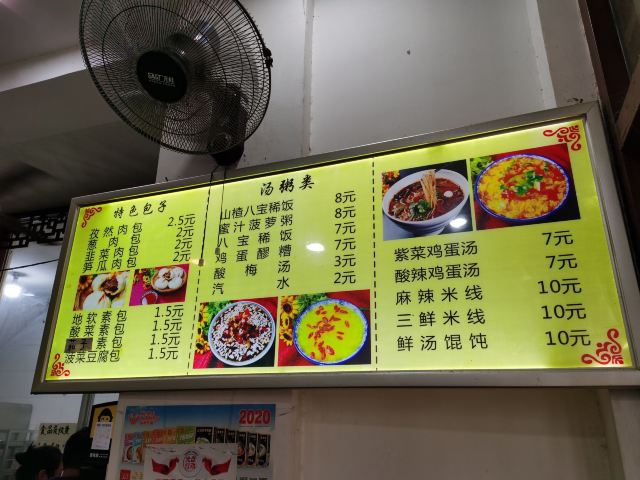 特色包子
孜然肉包 2.5元
葱肉包 2元
韭菜肉包 2元
笋瓜肉包 2元
地软素包 1.5元
酸菜素包 1.5元
茄子素包 1.5元
菠菜豆腐包 1.5元
汤粥类
山楂八宝稀饭 8元
蜜汁菠萝粥 8元
八宝稀饭 7元
鸡蛋醪糟 7元
酸梅汤 3元
汽水 2元
紫菜鸡蛋汤 7元
酸辣鸡蛋汤 7元
麻辣米线 10元
三鲜米线 10元
鲜汤馄饨 10元
2020